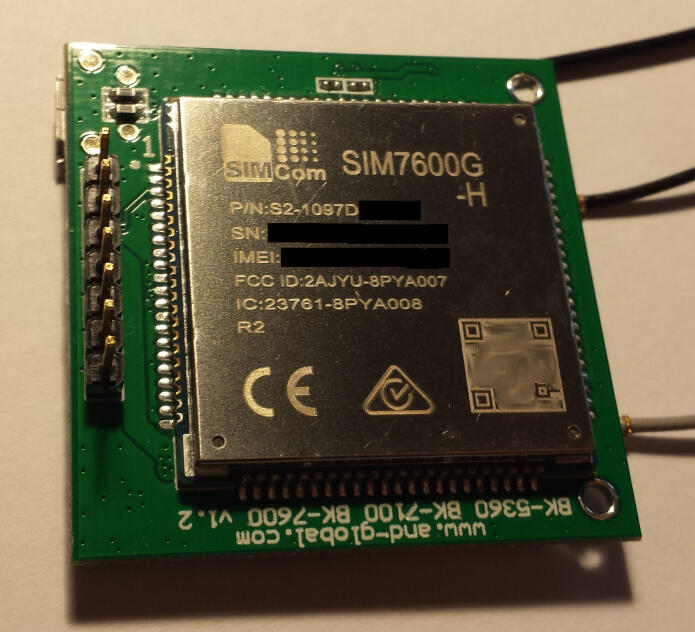 1
SIMCom
SIM7600G
-H
P/N:S2-1097D
SN:
IMEI:
FCC ID:2AJYU-8PYA007
IC:23761-8PYA008
R2
CE
BK-5360 BK-7100 BK-7600 v1.2
www.and-global.com